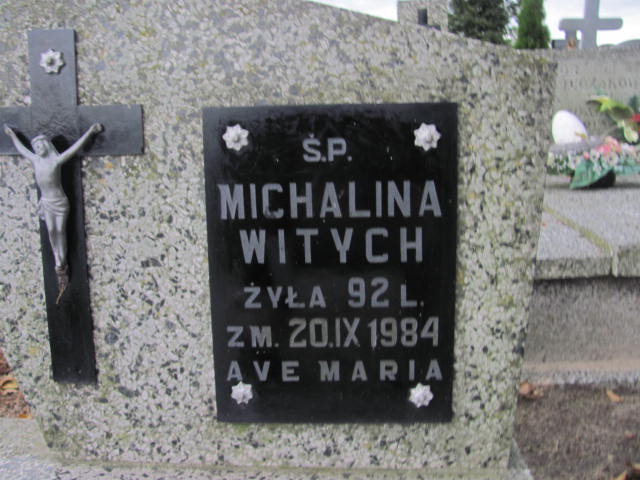 Ś.P.
MICHALINA
WITYCH
ŻYŁA 92 L.
ZM. 20.IX 1984
AVE MARIA